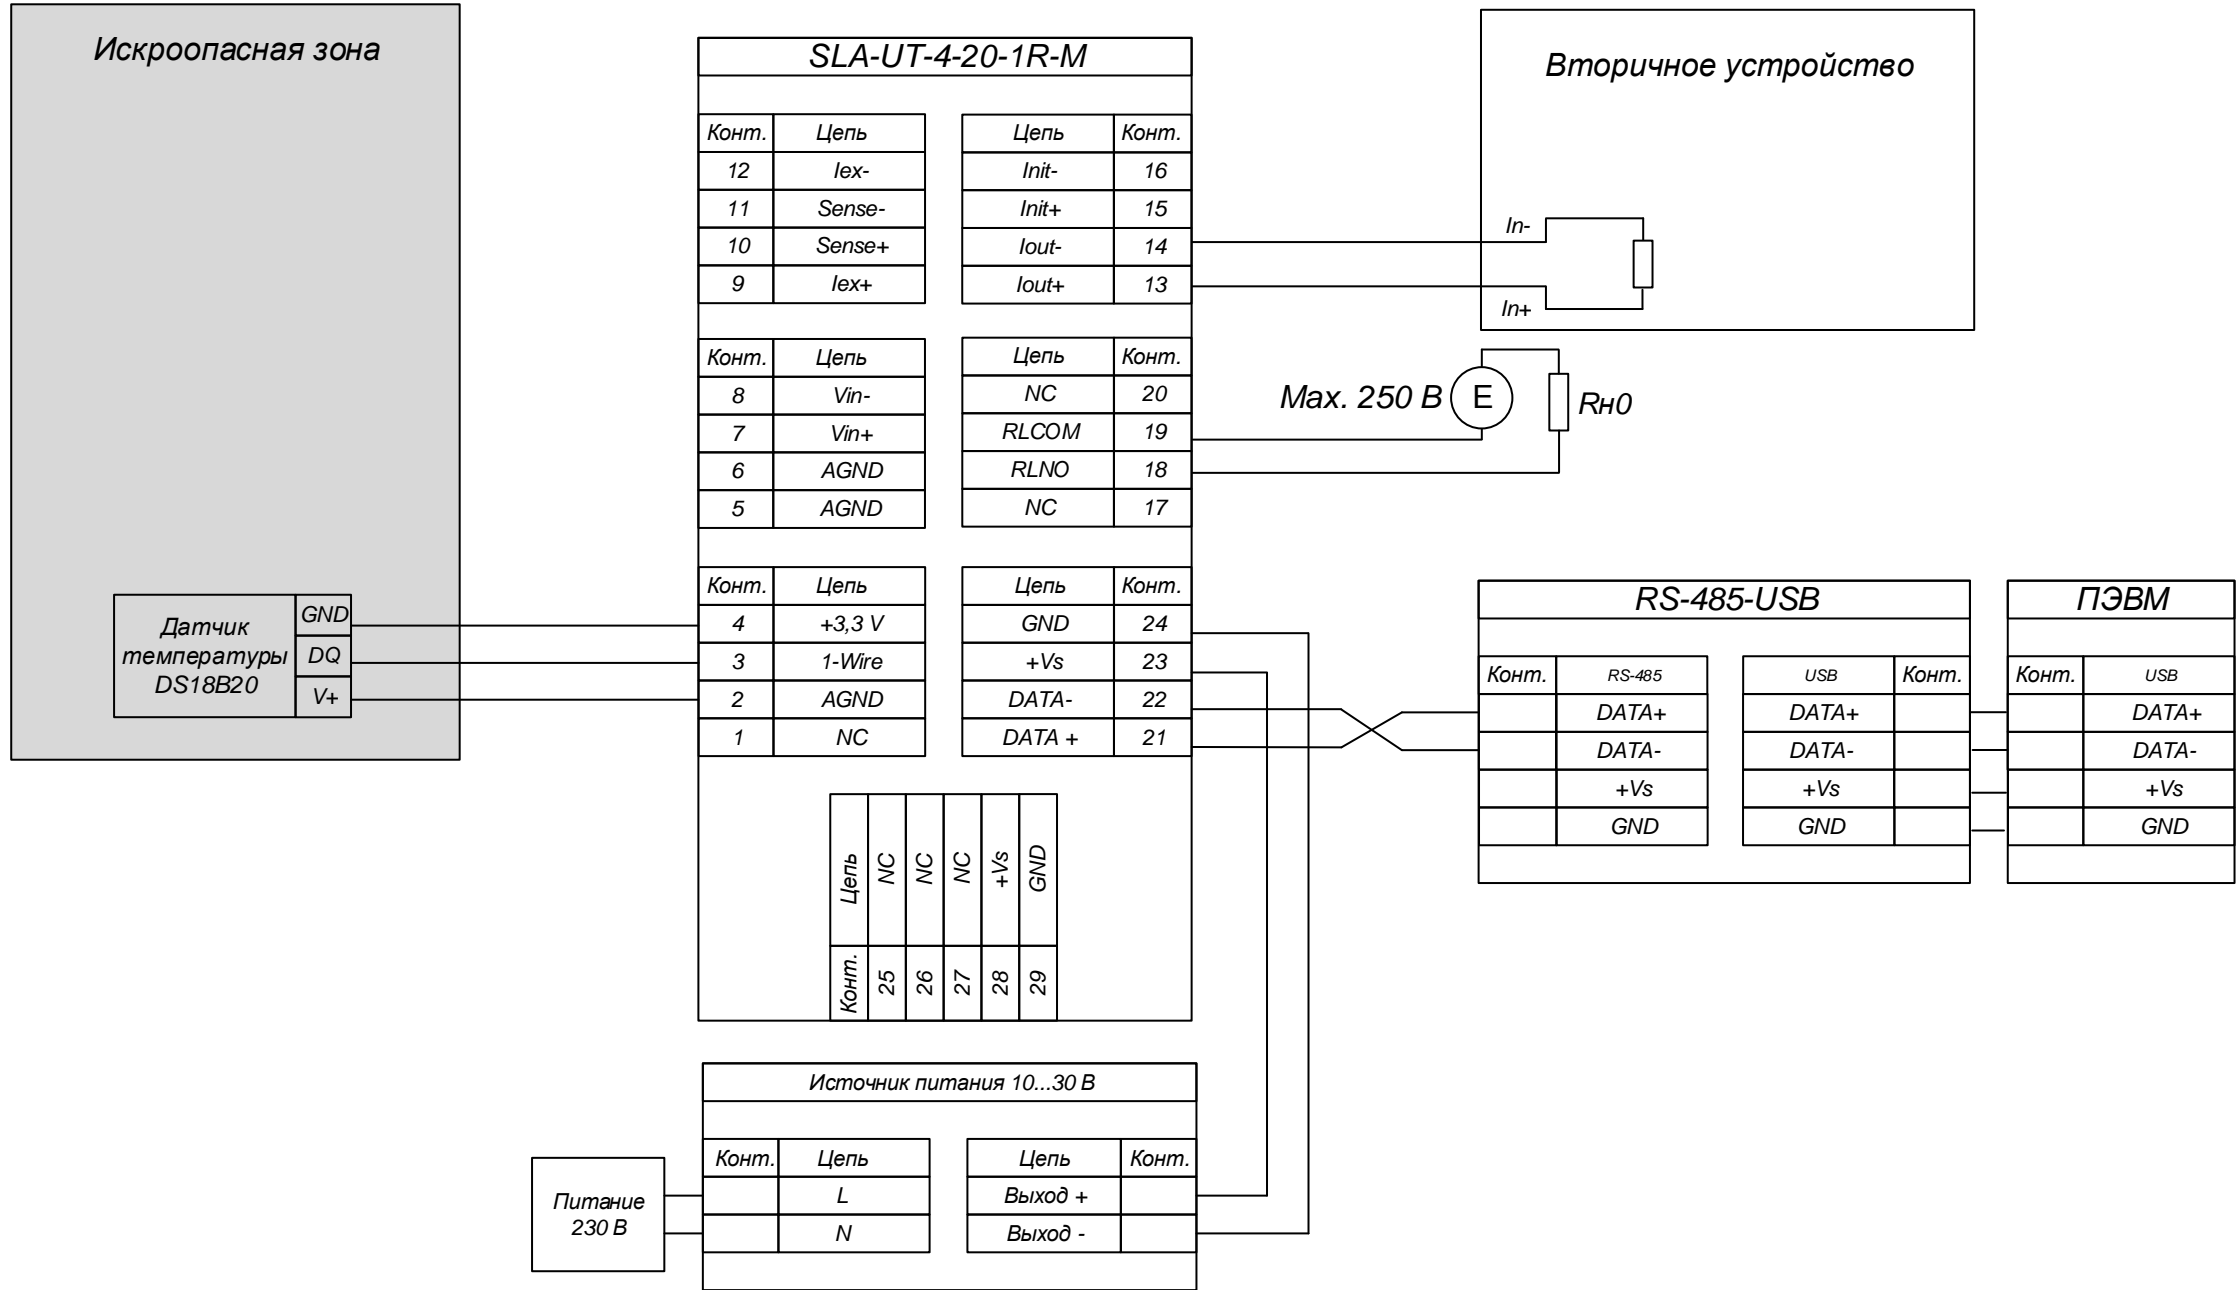 Искроопасная зона
Датчик
температуры
DS18B20
GND
DQ
V+
SLA-UT-4-20-1R-M
Конт. Цепь
12 Iex-
11 Sense-
10 Sense+
9 Iex+
Цепь Конт.
Init- 16
Init+ 15
Iout- 14
Iout+ 13
Конт. Цепь
8 Vin-
7 Vin+
6 AGND
5 AGND
Цепь Конт.
NC 20
RLCOM 19
RLNO 18
NC 17
Конт. Цепь
4 +3,3 V
3 1-Wire
2 AGND
1 NC
Цепь Конт.
GND 24
+Vs 23
DATA- 22
DATA + 21
Цепь NC NC NC +Vs GND
Конт. 25 26 27 28 29
Вторичное устройство
In-
In+
Max. 250 В
E
Rн0
RS-485-USB
Конт. RS-485
DATA+
DATA-
+Vs
GND
USB Конт.
DATA+
DATA-
+Vs
GND
ПЭВМ
Конт. USB
DATA+
DATA-
+Vs
GND
Источник питания 10...30 В
Конт. Цепь
L
N
Цепь Конт.
Выход +
Выход -
Питание
230 В